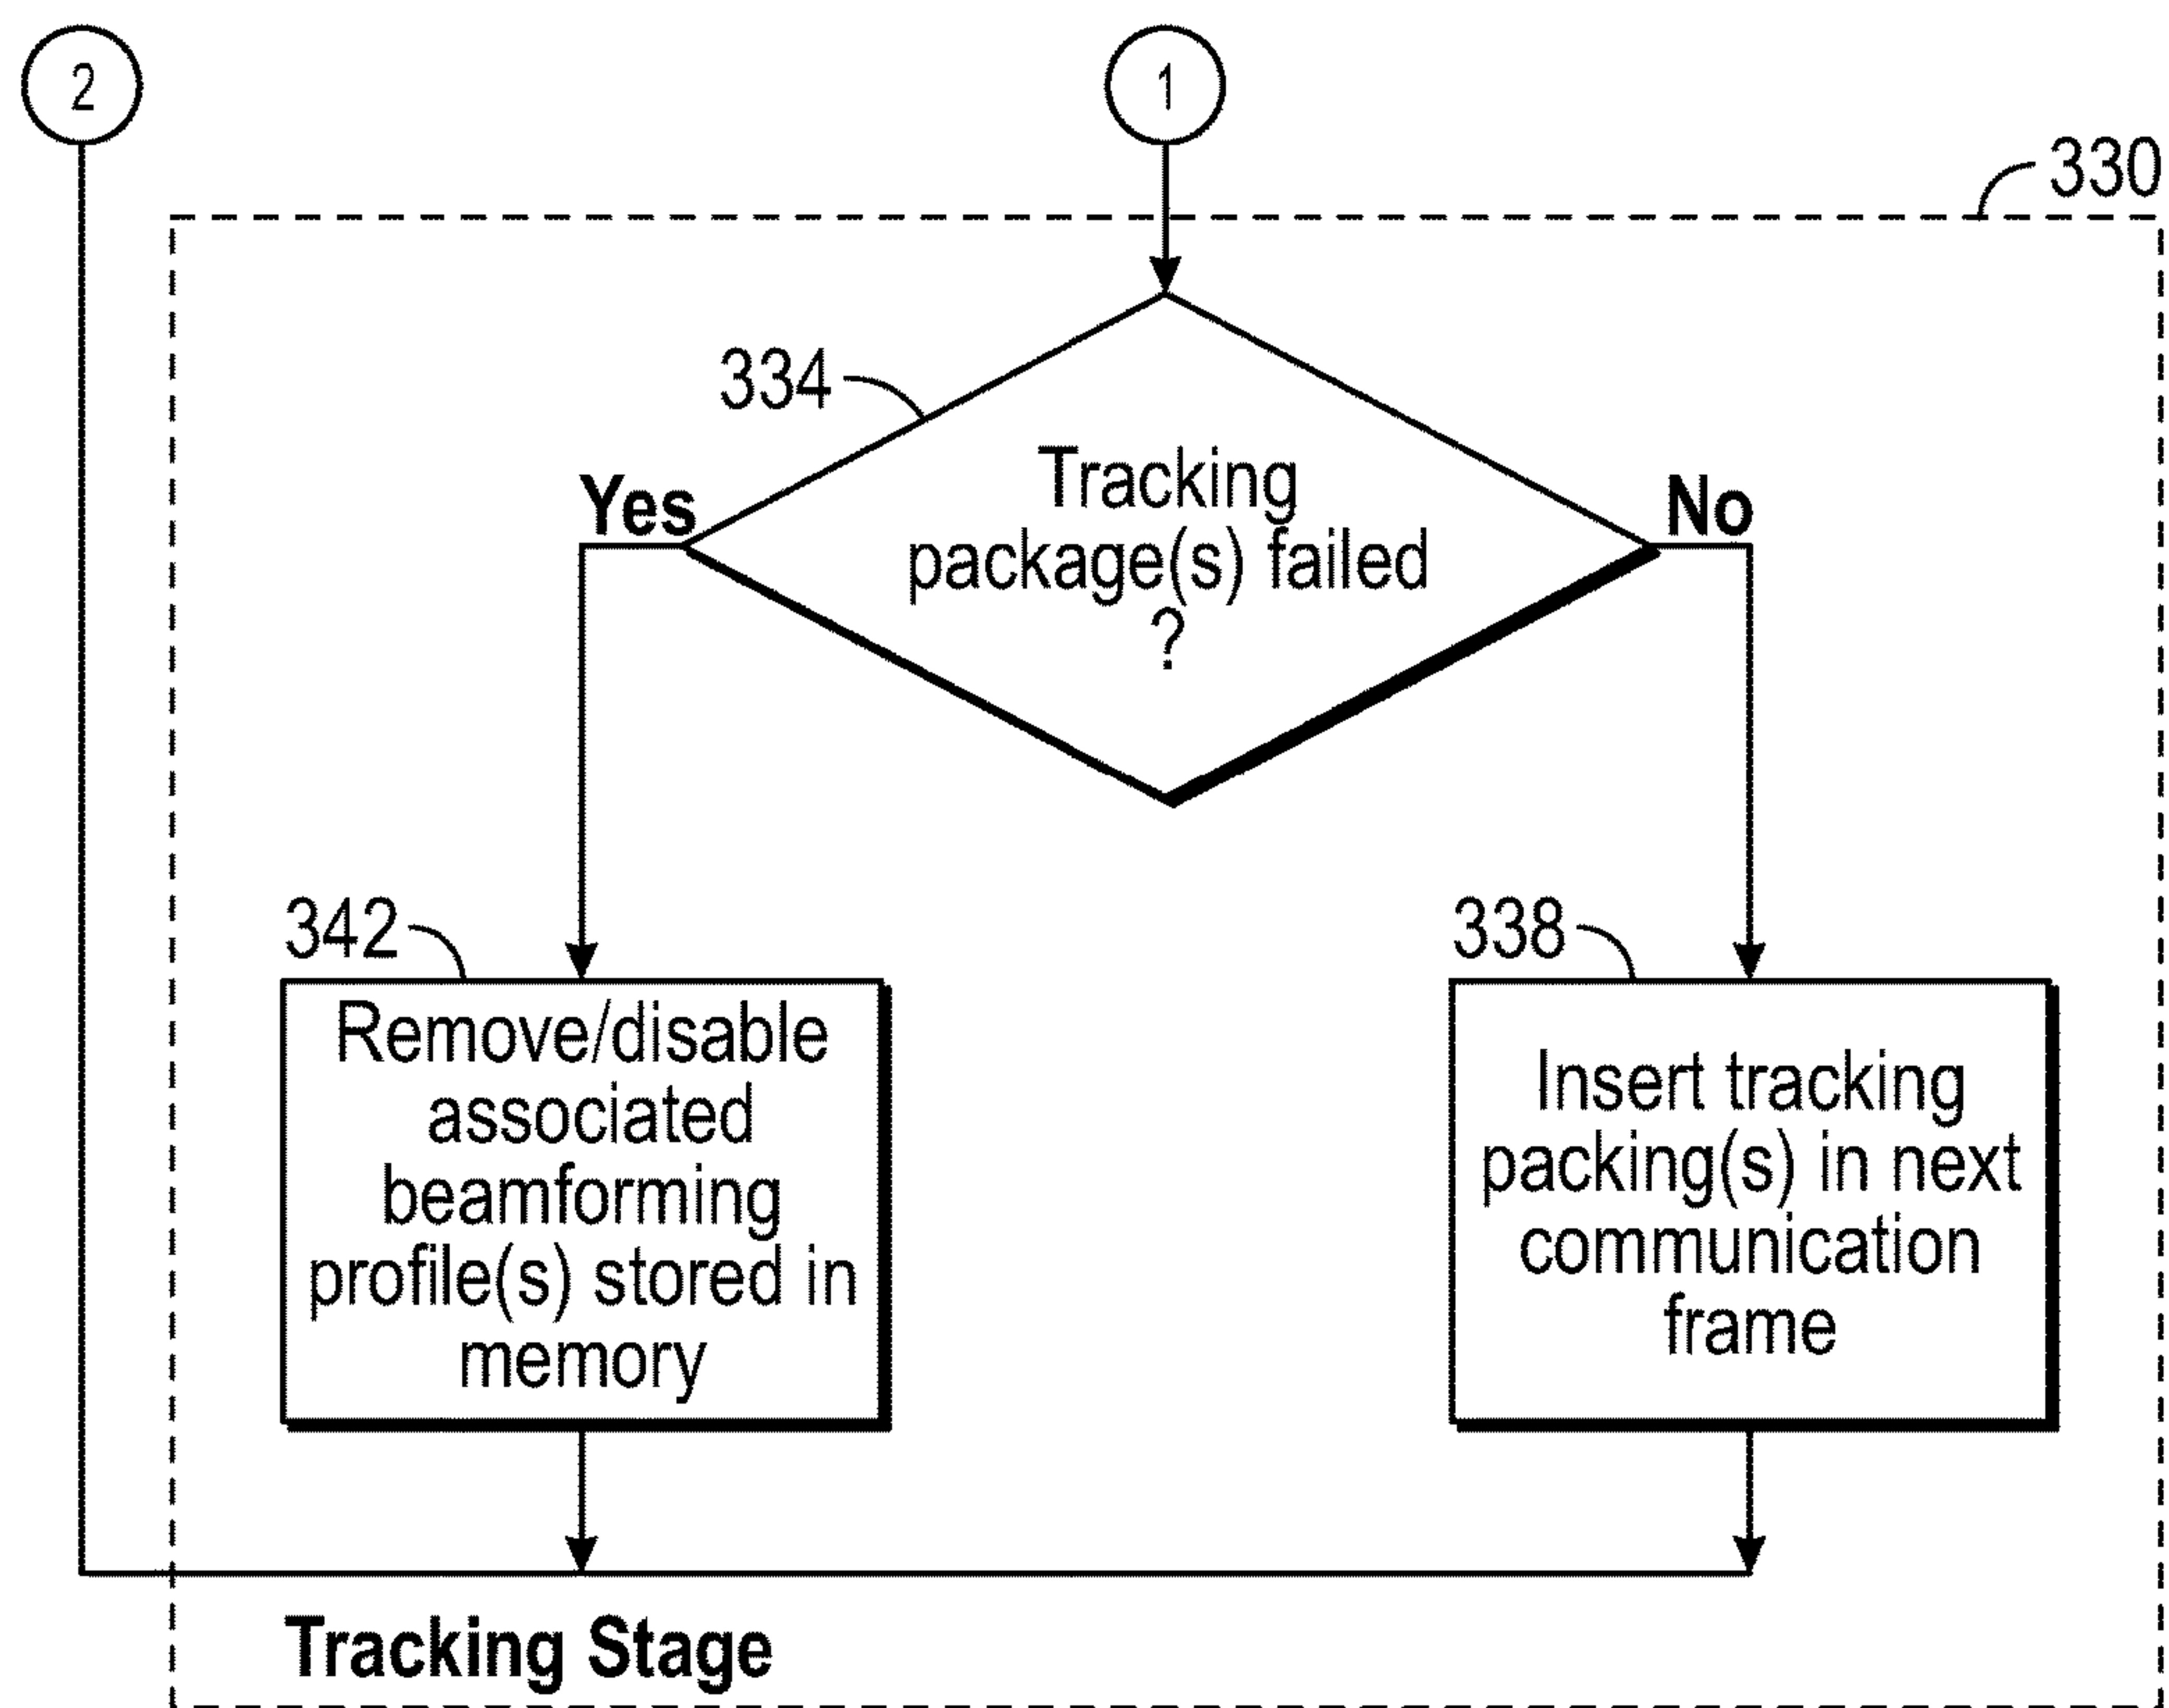 2
1
330
334
Tracking
package(s) failed
?
Yes
No
342
Remove/disable
associated
beamforming
profile(s) stored in
memory
338
Insert tracking
packing(s) in next
communication
frame
Tracking Stage